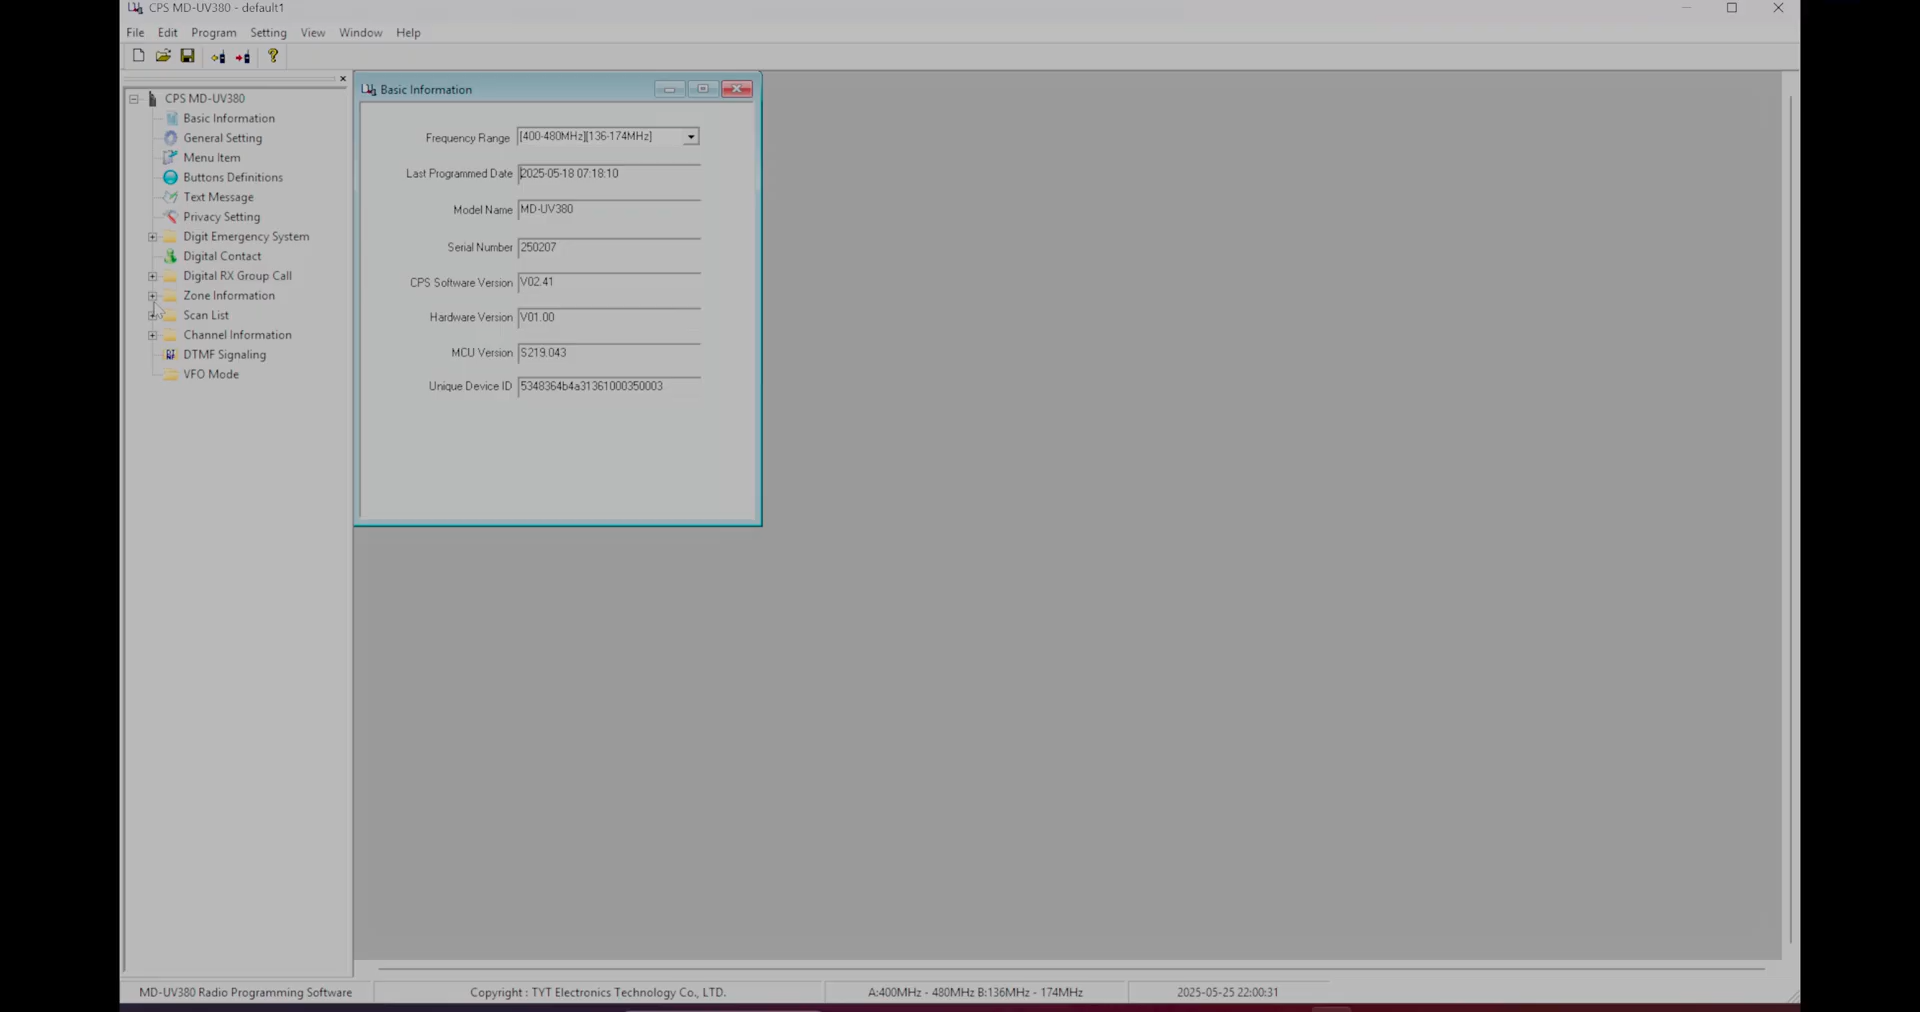 CPS MD-UV380 - default1
File Edit Program Setting View Window Help
CPS MD-UV380
Basic Information
General Setting
Menu Item
Buttons Definitions
Text Message
Privacy Setting
Digit Emergency System
Digital Contact
Digital RX Group Call
Zone Information
Scan List
Channel Information
DTMF Signaling
VFO Mode
Basic Information
Frequency Range [400-480MHz][136-174MHz]
Last Programmed Date 2025-05-18 07:18:10
Model Name MD-UV380
Serial Number 250207
CPS Software Version V02.41
Hardware Version V01.00
MCU Version S219.043
Unique Device ID 5348364b4a31361000350003
MD-UV380 Radio Programming Software Copyright : TYT Electronics Technology Co., LTD. A:400MHz - 480MHz B:136MHz - 174MHz 2025-05-25 22:00:31